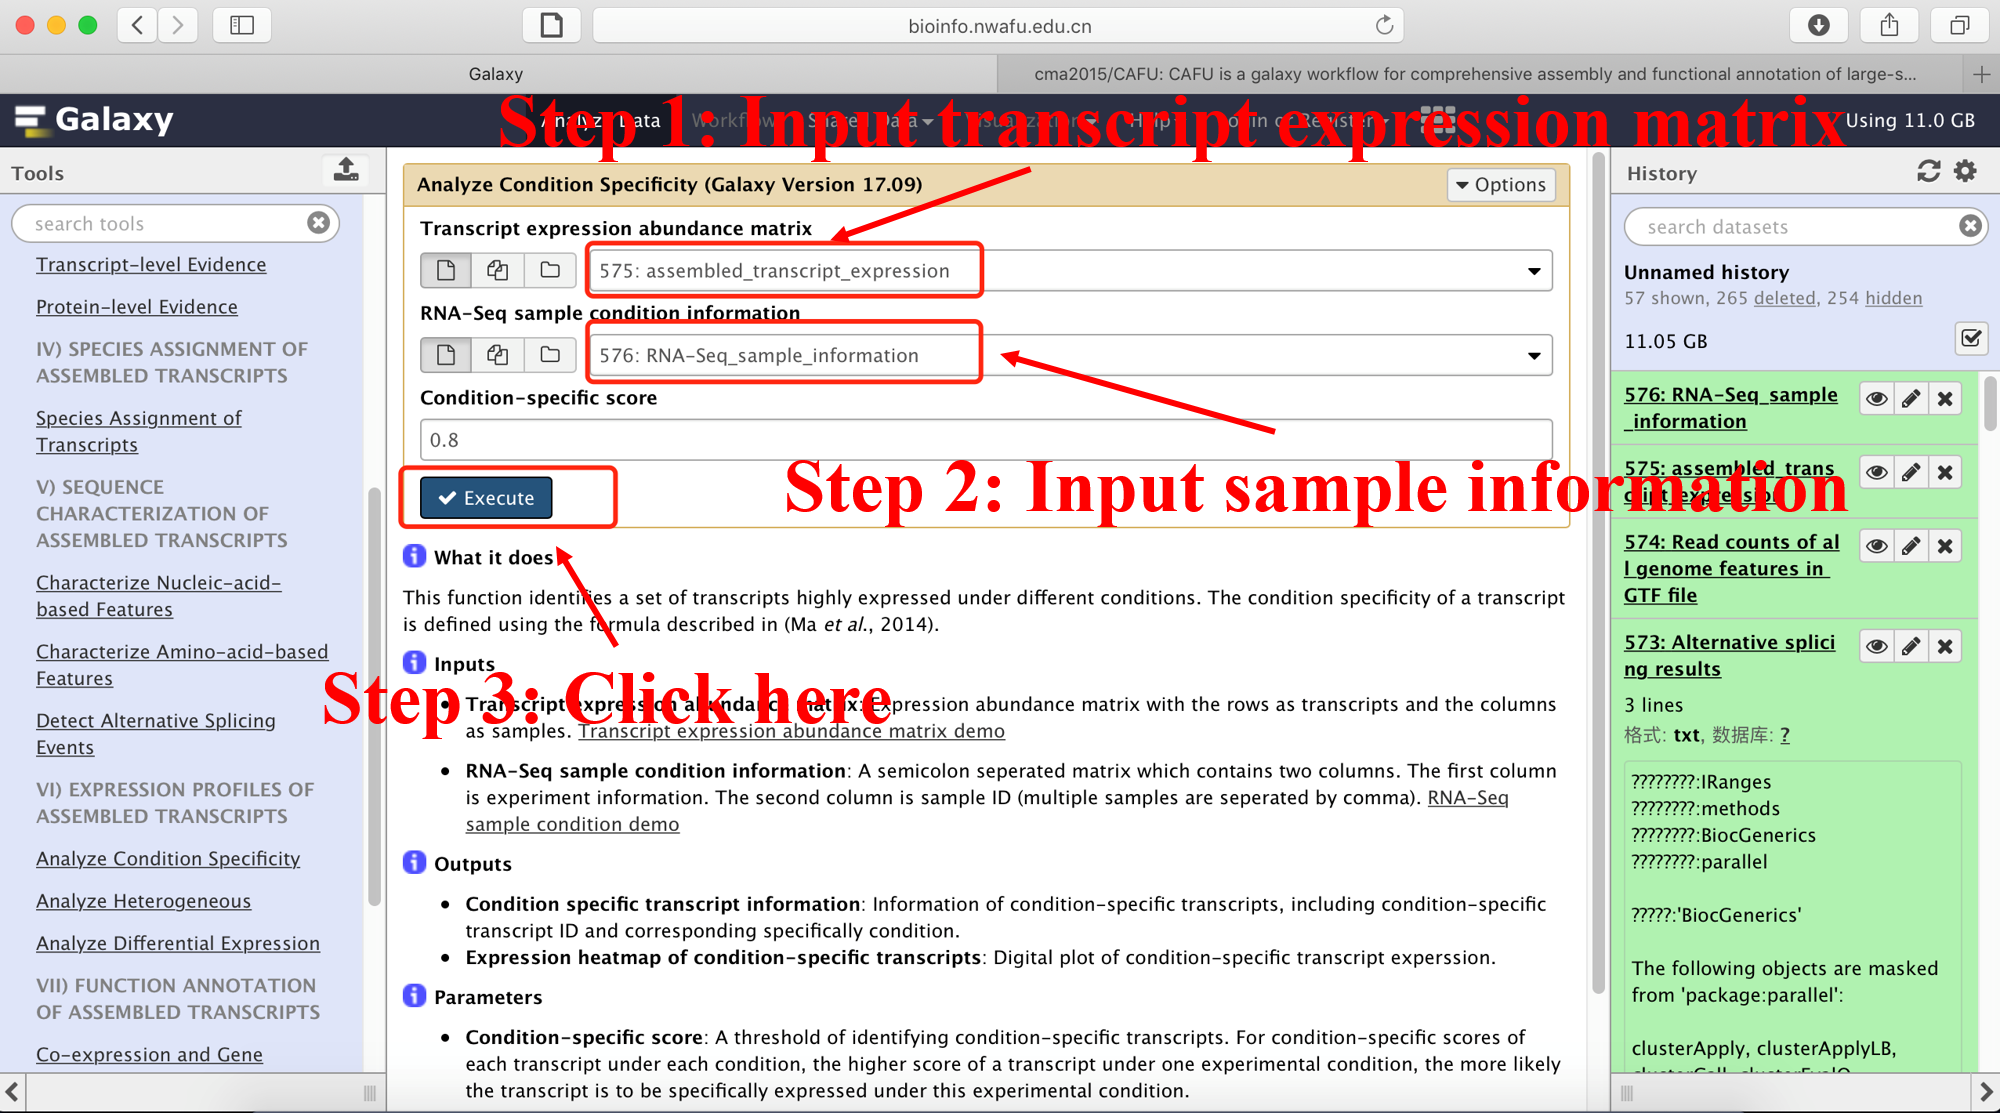 bioinfo.nwafu.edu.cn
Galaxy
cma2015/CAFU: CAFU is a galaxy workflow for comprehensive assembly and functional annotation of large-s...
Galaxy
Analyze Data
Workflow
Shared Data
Visualization
Help
Login or Register
Using 11.0 GB
Step 1: Input transcript expression matrix
Tools
search tools
Transcript-level Evidence
Protein-level Evidence
IV) SPECIES ASSIGNMENT OF
ASSEMBLED TRANSCRIPTS
Species Assignment of
Transcripts
V) SEQUENCE
CHARACTERIZATION OF
ASSEMBLED TRANSCRIPTS
Characterize Nucleic-acid-
based Features
Characterize Amino-acid-based
Features
Detect Alternative Splicing
Events
VI) EXPRESSION PROFILES OF
ASSEMBLED TRANSCRIPTS
Analyze Condition Specificity
Analyze Heterogeneous
Analyze Differential Expression
VII) FUNCTION ANNOTATION
OF ASSEMBLED TRANSCRIPTS
Co-expression and Gene
Analyze Condition Specificity (Galaxy Version 17.09)
Options
Transcript expression abundance matrix
575: assembled_transcript_expression
RNA-Seq sample condition information
576: RNA-Seq_sample_information
Condition-specific score
0.8
Step 2: Input sample information
Execute
What it does
This function identifies a set of transcripts highly expressed under different conditions. The condition specificity of a transcript
is defined using the formula described in (Ma et al., 2014).
Inputs
Step 3: Click here
• Transcript expression abundance matrix: Expression abundance matrix with the rows as transcripts and the columns
as samples. Transcript expression abundance matrix demo
• RNA-Seq sample condition information: A semicolon seperated matrix which contains two columns. The first column
is experiment information. The second column is sample ID (multiple samples are seperated by comma). RNA-Seq
sample condition demo
Outputs
• Condition specific transcript information: Information of condition-specific transcripts, including condition-specific
transcript ID and corresponding specifically condition.
• Expression heatmap of condition-specific transcripts: Digital plot of condition-specific transcript experssion.
Parameters
• Condition-specific score: A threshold of identifying condition-specific transcripts. For condition-specific scores of
each transcript under each condition, the higher score of a transcript under one experimental condition, the more likely
the transcript is to be specifically expressed under this experimental condition.
History
search datasets
Unnamed history
57 shown, 265 deleted, 254 hidden
11.05 GB
576: RNA-Seq_sample
_information
575: assembled_trans
cript_expression
574: Read counts of al
l genome features in
GTF file
573: Alternative splici
ng results
3 lines
格式: txt, 数据库: ?
????????:IRanges
????????:methods
????????:BiocGenerics
????????:parallel
?????:'BiocGenerics'
The following objects are masked
from 'package:parallel':
clusterApply, clusterApplyLB,
clusterCall, clusterEvalQ,